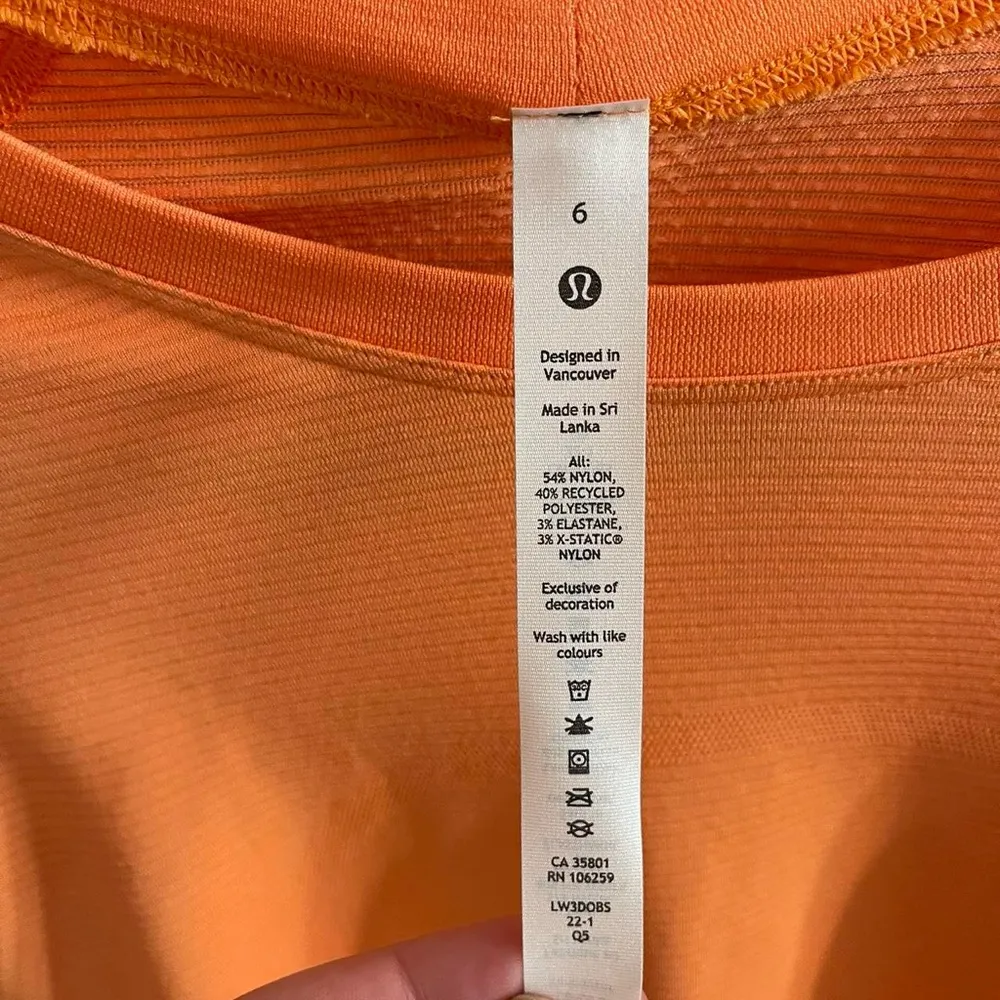 6
Designed in
Vancouver
Made in Sri
Lanka
All:
54% NYLON,
40% RECYCLED
POLYESTER,
3% ELASTANE,
3% X-STATIC®
NYLON
Exclusive of
decoration
Wash with like
colours
CA 35801
RN 106259
LW3DOBS
22-1
Q5